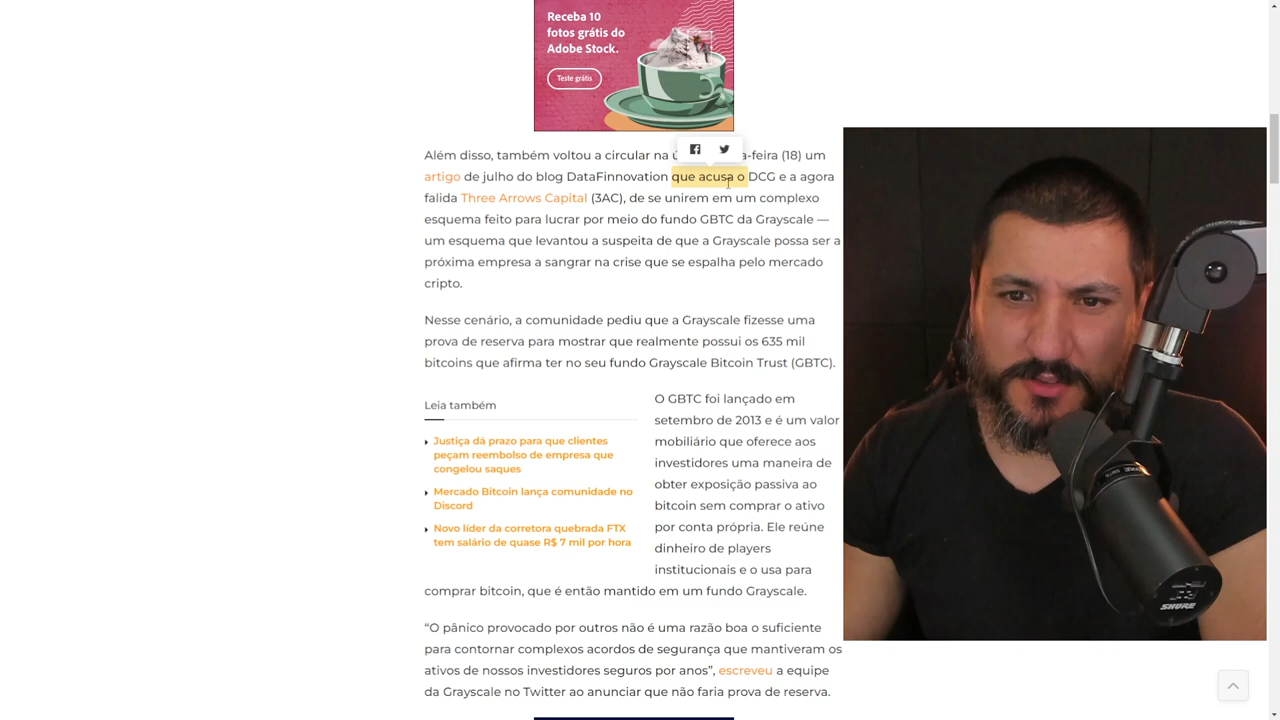 Receba 10
fotos grátis do
Adobe Stock.
Teste grátis
Além disso, também voltou a circular na -feira (18) um
artigo de julho do blog DataFinnovation que acusa o DCG e a agora
falida Three Arrows Capital (3AC), de se unirem em um complexo
esquema feito para lucrar por meio do fundo GBTC da Grayscale —
um esquema que levantou a suspeita de que a Grayscale possa ser a
próxima empresa a sangrar na crise que se espalha pelo mercado
cripto.
Nesse cenário, a comunidade pediu que a Grayscale fizesse uma
prova de reserva para mostrar que realmente possui os 635 mil
bitcoins que afirma ter no seu fundo Grayscale Bitcoin Trust (GBTC).
Leia também
Justiça dá prazo para que clientes
peçam reembolso de empresa que
congelou saques
Mercado Bitcoin lança comunidade no
Discord
Novo líder da corretora quebrada FTX
tem salário de quase R$ 7 mil por hora
O GBTC foi lançado em
setembro de 2013 e é um valor
mobiliário que oferece aos
investidores uma maneira de
obter exposição passiva ao
bitcoin sem comprar o ativo
por conta própria. Ele reúne
dinheiro de players
institucionais e o usa para
comprar bitcoin, que é então mantido em um fundo Grayscale.
“O pânico provocado por outros não é uma razão boa o suficiente
para contornar complexos acordos de segurança que mantiveram os
ativos de nossos investidores seguros por anos”, escreveu a equipe
da Grayscale no Twitter ao anunciar que não faria prova de reserva.
SHURE